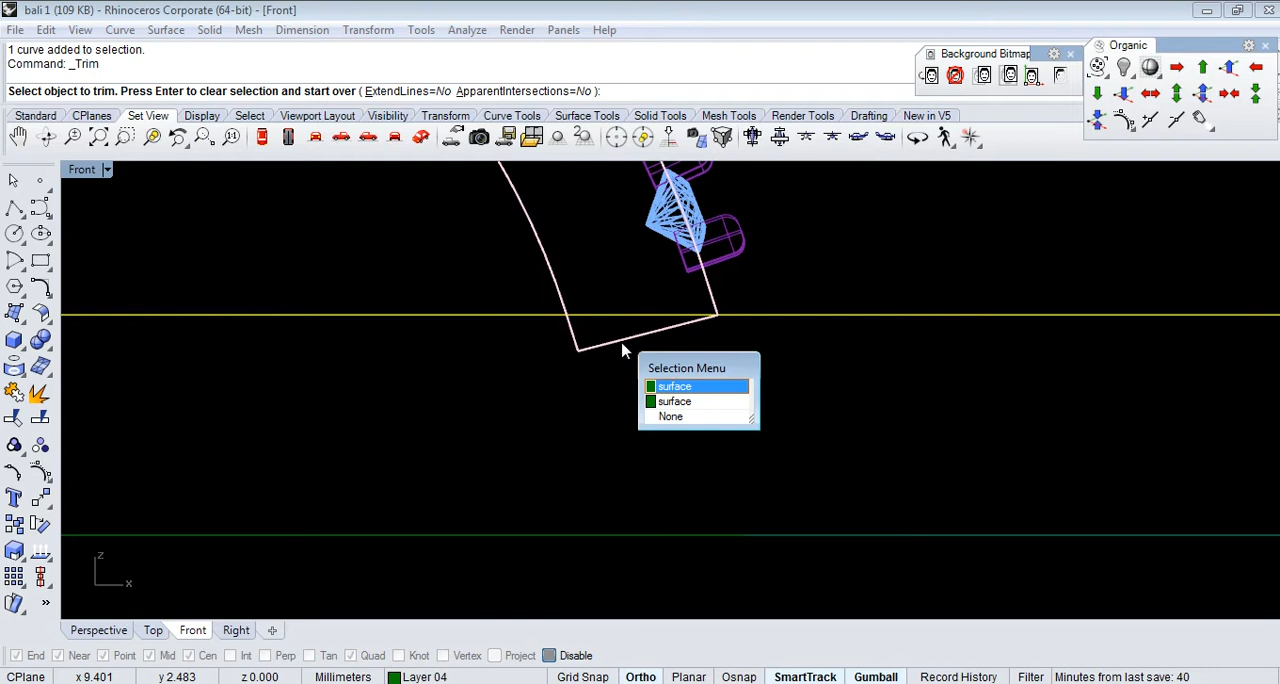 bali 1 (109 KB) - Rhinoceros Corporate (64-bit) - [Front]
File Edit View Curve Surface Solid Mesh Dimension Transform Tools Analyze Render Panels Help
1 curve added to selection.
Command: _Trim
Select object to trim. Press Enter to clear selection and start over ( ExtendLines=No ApparentIntersections=No ):
Background Bitmap
Organic
Standard CPlanes Set View Display Select Viewport Layout Visibility Transform Curve Tools Surface Tools Solid Tools Mesh Tools Render Tools Drafting New in V5
Front
Selection Menu
surface
surface
None
z
x
Perspective Top Front Right
End Near Point Mid Cen Int Perp Tan Quad Knot Vertex Project Disable
CPlane x 9.401 y 2.483 z 0.000 Millimeters Layer 04 Grid Snap Ortho Planar Osnap SmartTrack Gumball Record History Filter Minutes from last save: 40